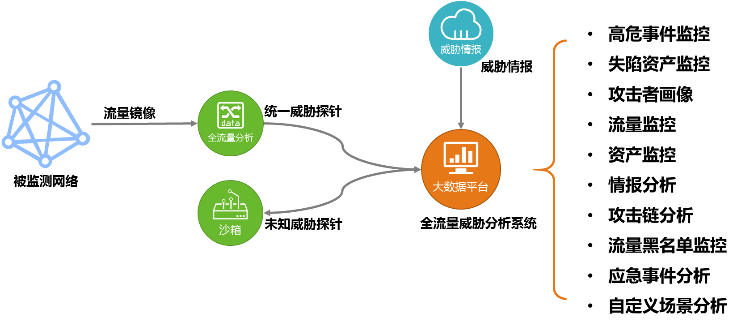 威胁情报
威胁情报
流量镜像
data
全流量分析
统一威胁探针
被监测网络
大数据平台
全流量威胁分析系统
沙箱
未知威胁探针
• 高危事件监控
• 失陷资产监控
• 攻击者画像
• 流量监控
• 资产监控
• 情报分析
• 攻击链分析
• 流量黑名单监控
• 应急事件分析
• 自定义场景分析